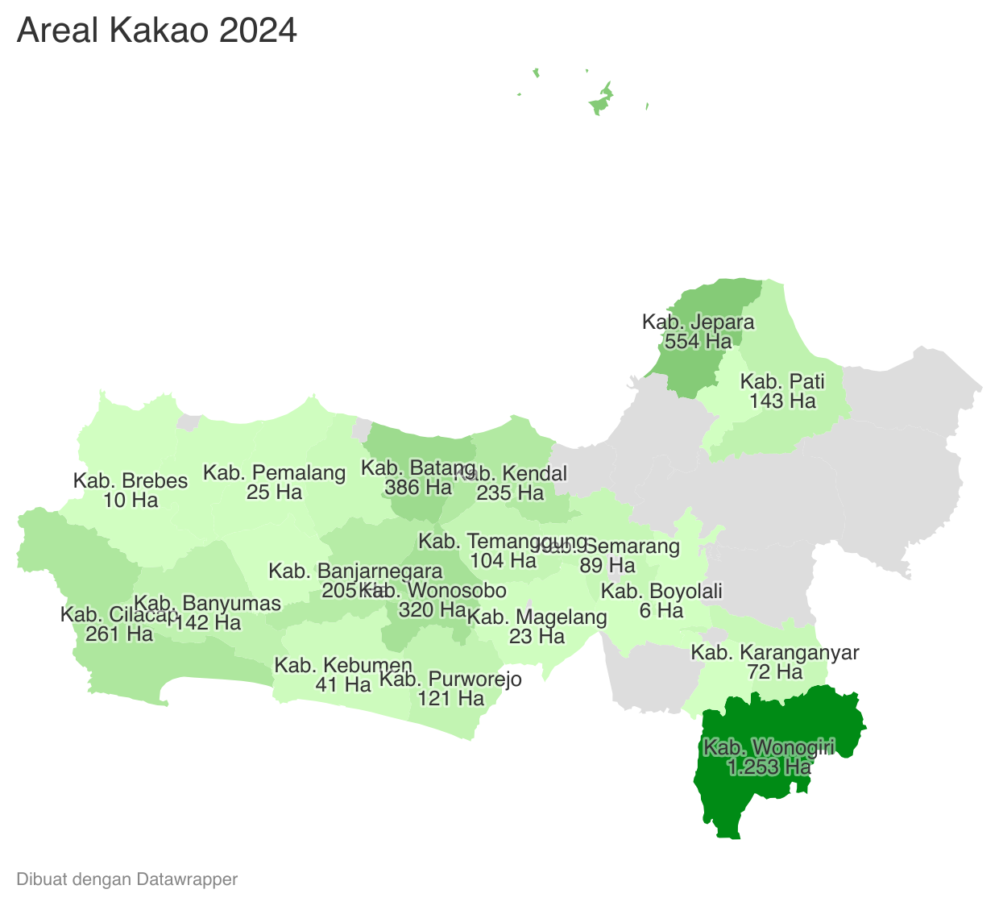 Areal Kakao 2024
Kab. Jepara
554 Ha
Kab. Pati
143 Ha
Kab. Brebes
10 Ha
Kab. Pemalang
25 Ha
Kab. Batang
386 Ha
Kab. Kendal
235 Ha
Kab. Temanggung
104 Ha
Kab. Semarang
89 Ha
Kab. Banjarnegara
205 Ha
Kab. Wonosobo
320 Ha
Kab. Boyolali
6 Ha
Kab. Cilacap
261 Ha
Kab. Banyumas
142 Ha
Kab. Magelang
23 Ha
Kab. Kebumen
41 Ha
Kab. Purworejo
121 Ha
Kab. Karanganyar
72 Ha
Kab. Wonogiri
1.253 Ha
Dibuat dengan Datawrapper